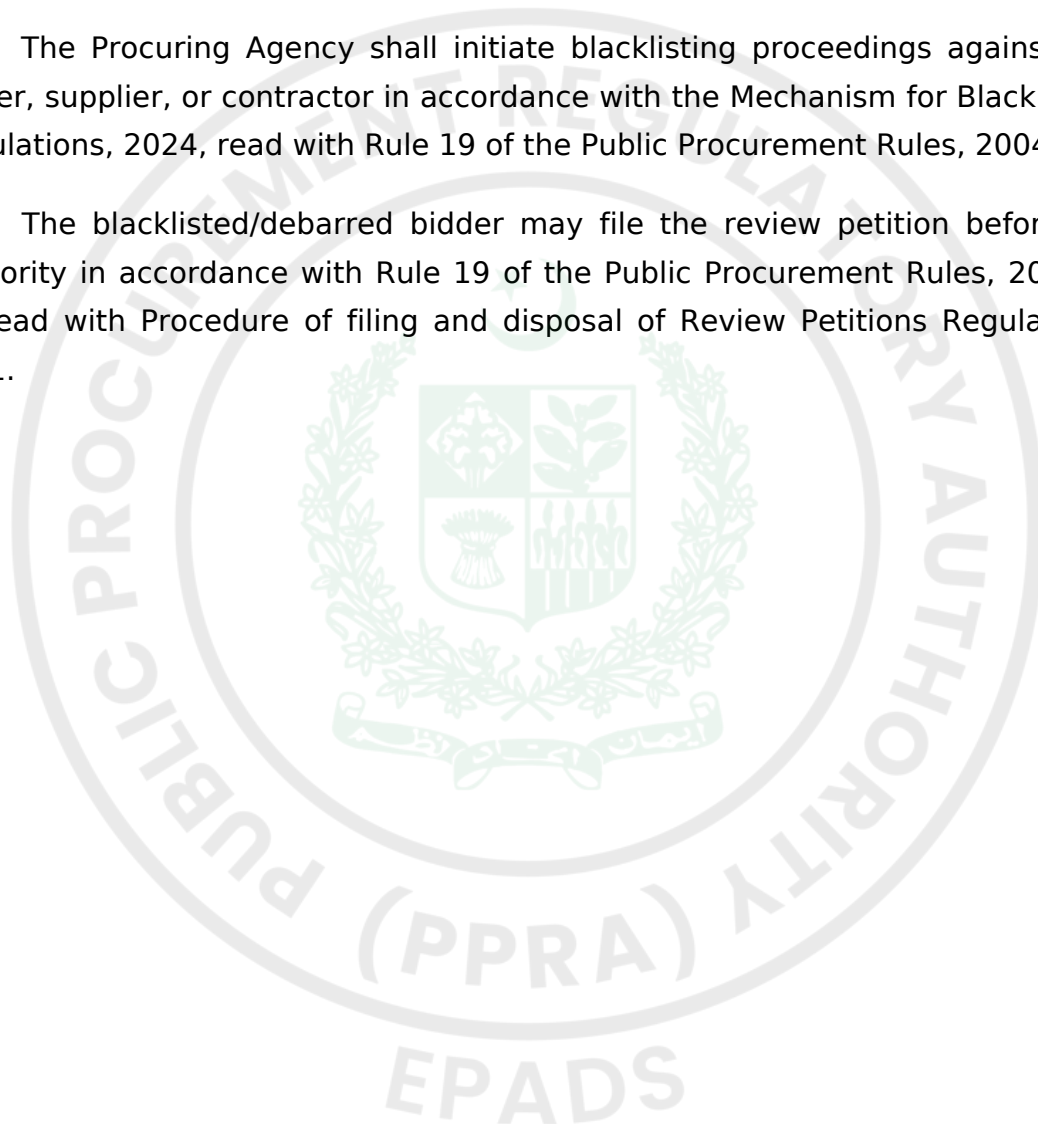 The Procuring Agency shall initiate blacklisting proceedings agains
er, supplier, or contractor in accordance with the Mechanism for Black
ulations, 2024, read with Rule 19 of the Public Procurement Rules, 2004
The blacklisted/debarred bidder may file the review petition befor
ority in accordance with Rule 19 of the Public Procurement Rules, 20
ead with Procedure of filing and disposal of Review Petitions Regula
.
PUBLIC PROCUREMENT REGULATORY AUTHORITY
(PPRA)
EPADS